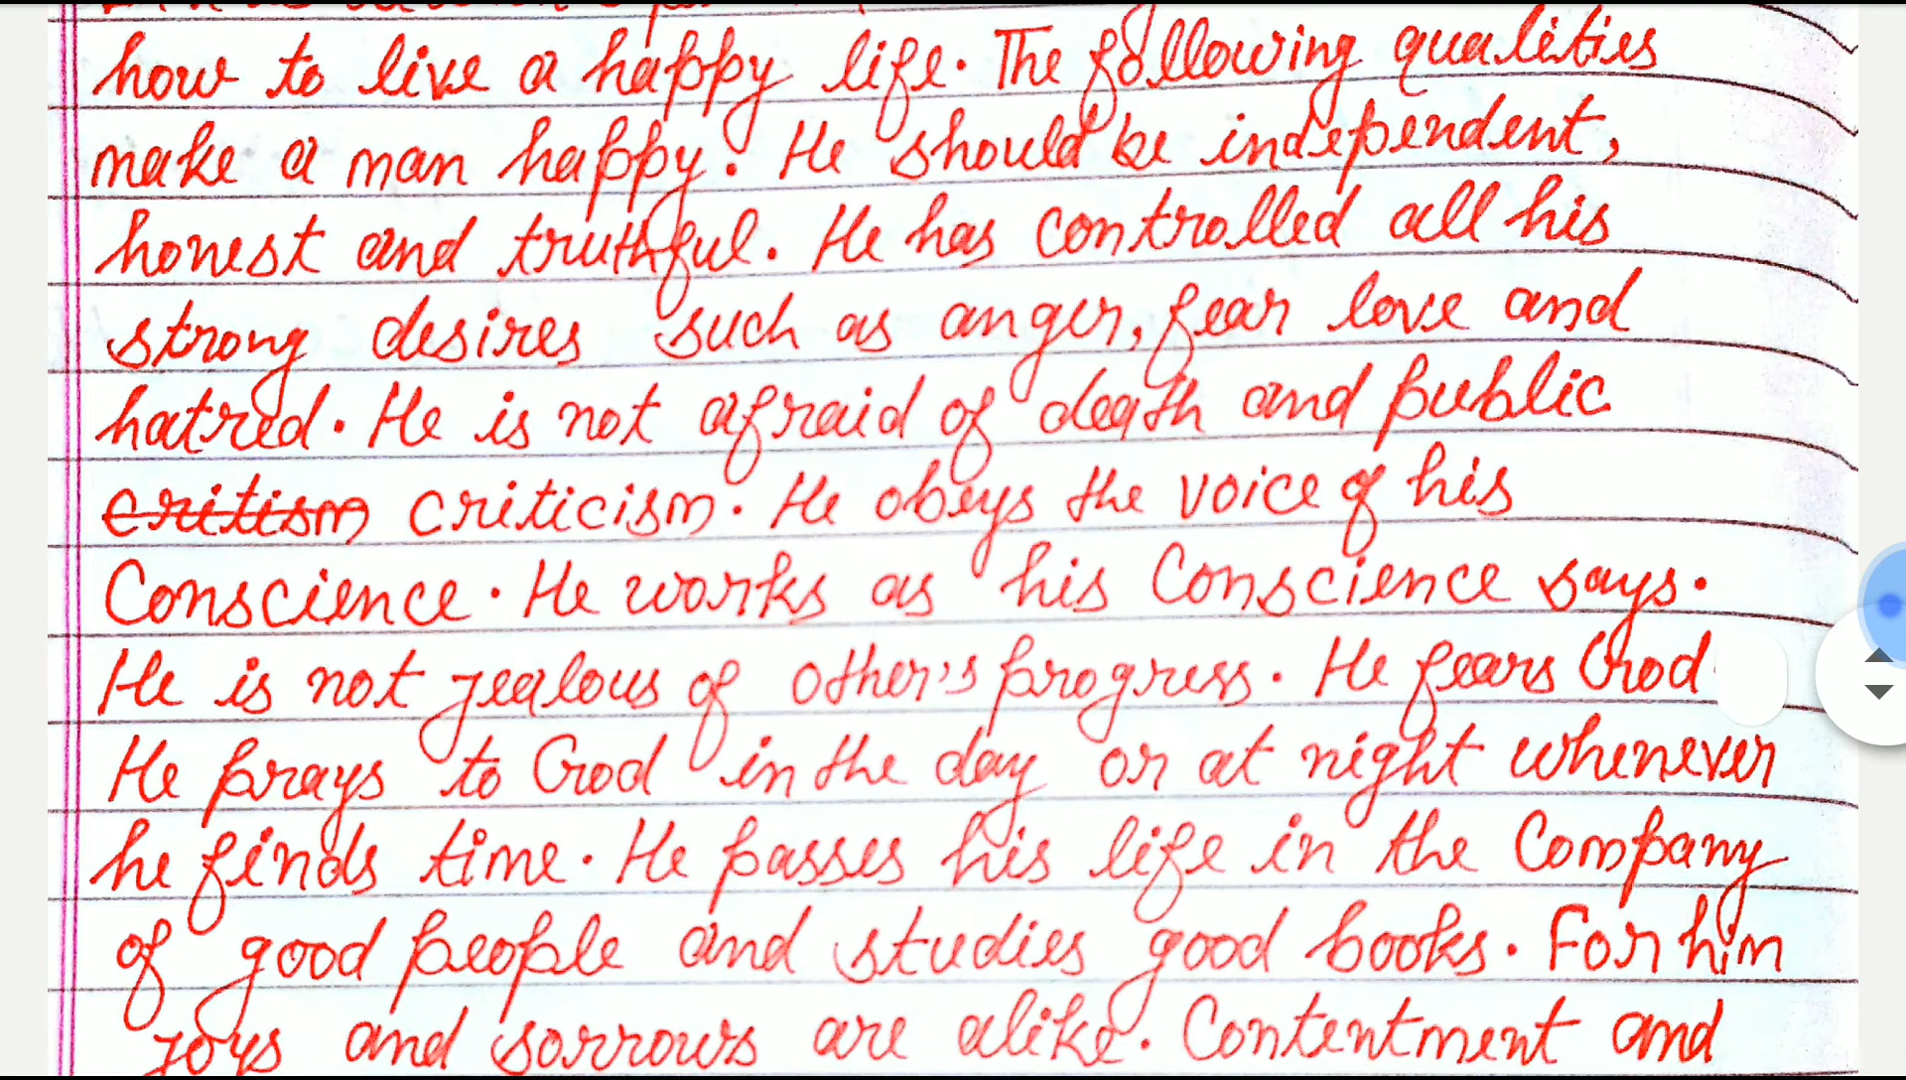 how to live a happy life. The following qualities
make a man happy. He should be independent,
honest and truthful. He has controlled all his
strong desires such as anger, fear love and
hatred. He is not afraid of death and public
critism criticism. He obeys the voice of his
Conscience. He works as his Conscience says.
He is not jealous of other's progress. He fears God.
He prays to God in the day or at night whenever
he finds time. He passes his life in the Company
of good people and studies good books. For him
joys and sorrows are alike. Contentment and